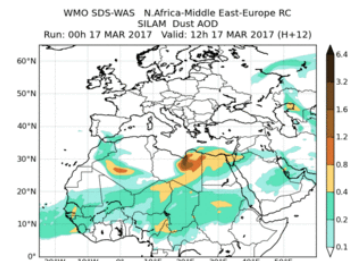 WMO SDS-WAS N.Africa-Middle East-Europe RC
SILAM Dust AOD
Run: 00h 17 MAR 2017 Valid: 12h 17 MAR 2017 (H+12)
60°N
50°N
40°N
30°N
20°N
10°N
0°
6.4
3.2
1.6
1.2
0.8
0.4
0.2
0.1